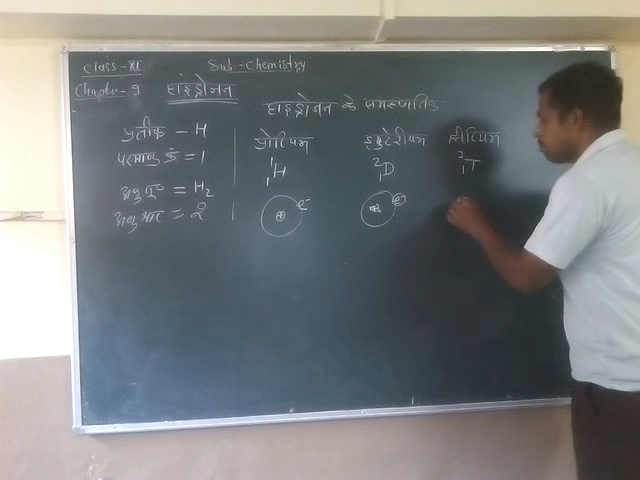 Class-XI Sub-Chemistry
Chapter-9 हाइड्रोजन
हाइड्रोजन के समस्थानिक
प्रतीक - H
परमाणु क्रं = 1
अणु सूत्र = H₂
अणु भार = 2
प्रोटियम ड्यूटेरियम ट्रीटियम
¹₁H ²₁D ³₁T
e⁻ e⁻